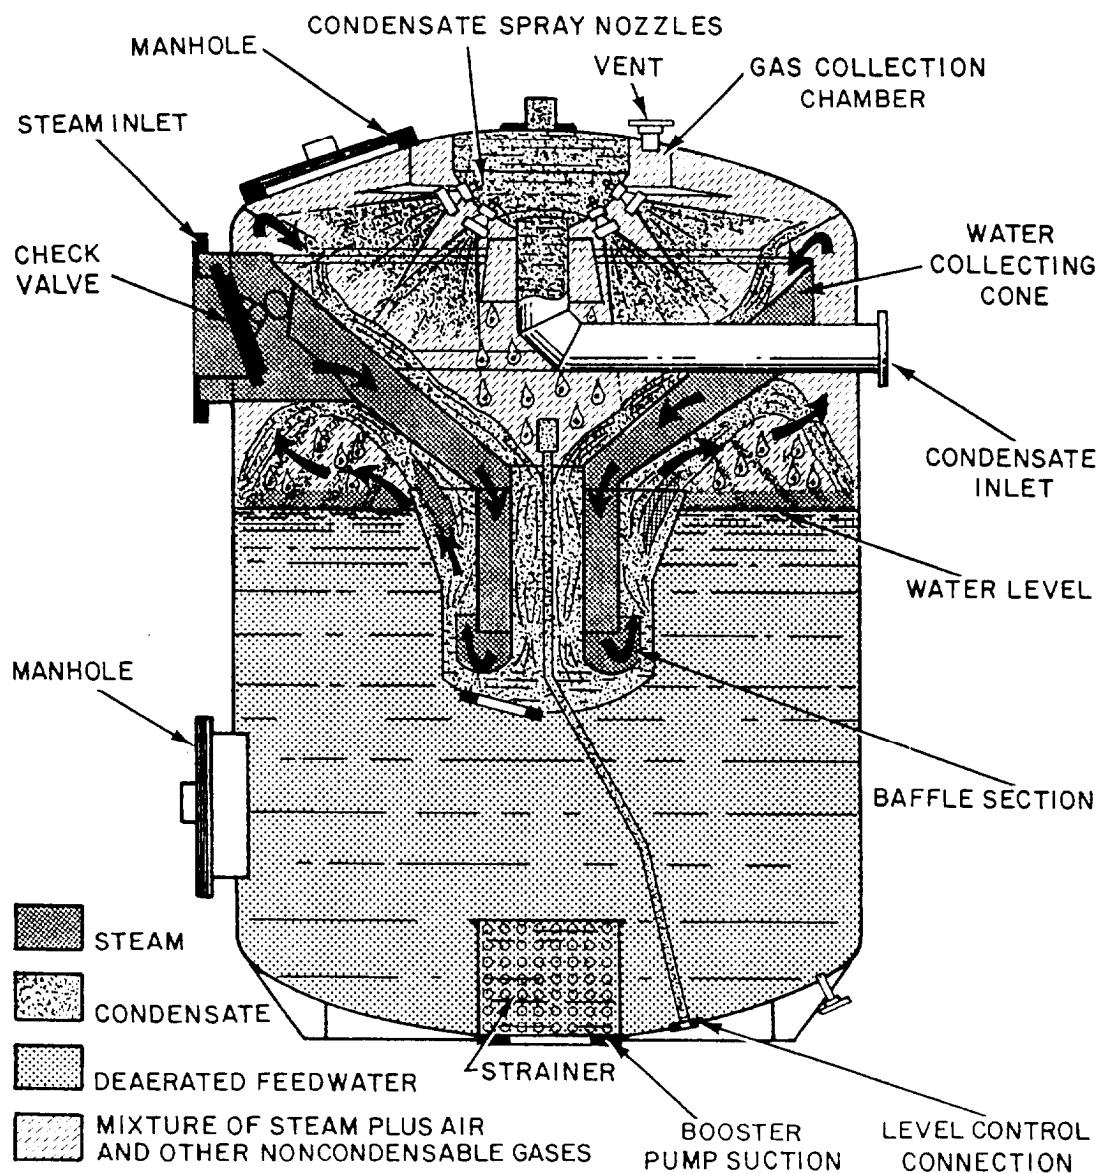 CONDENSATE SPRAY NOZZLES
MANHOLE
VENT
GAS COLLECTION
CHAMBER
STEAM INLET
CHECK
VALVE
WATER
COLLECTING
CONE
CONDENSATE
INLET
WATER LEVEL
MANHOLE
BAFFLE SECTION
STEAM
CONDENSATE
DEAERATED FEEDWATER
MIXTURE OF STEAM PLUS AIR
AND OTHER NONCONDENSABLE GASES
STRAINER
BOOSTER
PUMP SUCTION
LEVEL CONTROL
CONNECTION